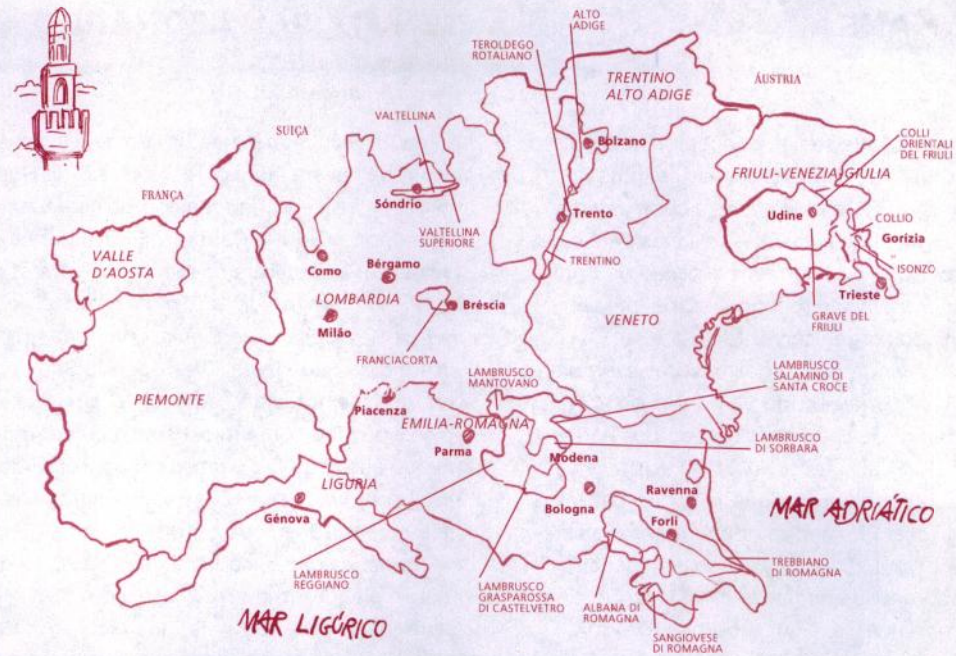 ALTO
ADIGE
TEROLDEGO
ROTALIANO
TRENTINO
ALTO ADIGE
ÁUSTRIA
SUIÇA
VALTELLINA
Bolzano
COLLI
ORIENTALI
DEL FRIULI
FRIULI-VENEZIA-GIULIA
FRANÇA
Sóndrio
Trento
Udine
COLLIO
Gorízia
VALTELLINA
SUPERIORE
VALLE
D'AOSTA
Como
Bérgamo
TRENTINO
ISONZO
Trieste
LOMBARDIA
Bréscia
Milão
VENETO
GRAVE DEL
FRIULI
FRANCIACORTA
LAMBRUSCO
MANTOVANO
LAMBRUSCO
SALAMINO DI
SANTA CROCE
PIEMONTE
Piacenza
EMILIA-ROMAGNA
Parma
Modena
LAMBRUSCO
DI SORBARA
LIGURIA
Génova
Bologna
Ravenna
Forli
MAR ADRIÁTICO
TREBBIANO
DI ROMAGNA
LAMBRUSCO
REGGIANO
LAMBRUSCO
GRASPAROSSA
DI CASTELVETRO
ALBANA DI
ROMAGNA
MAR LIGÚRICO
SANGIOVESE
DI ROMAGNA